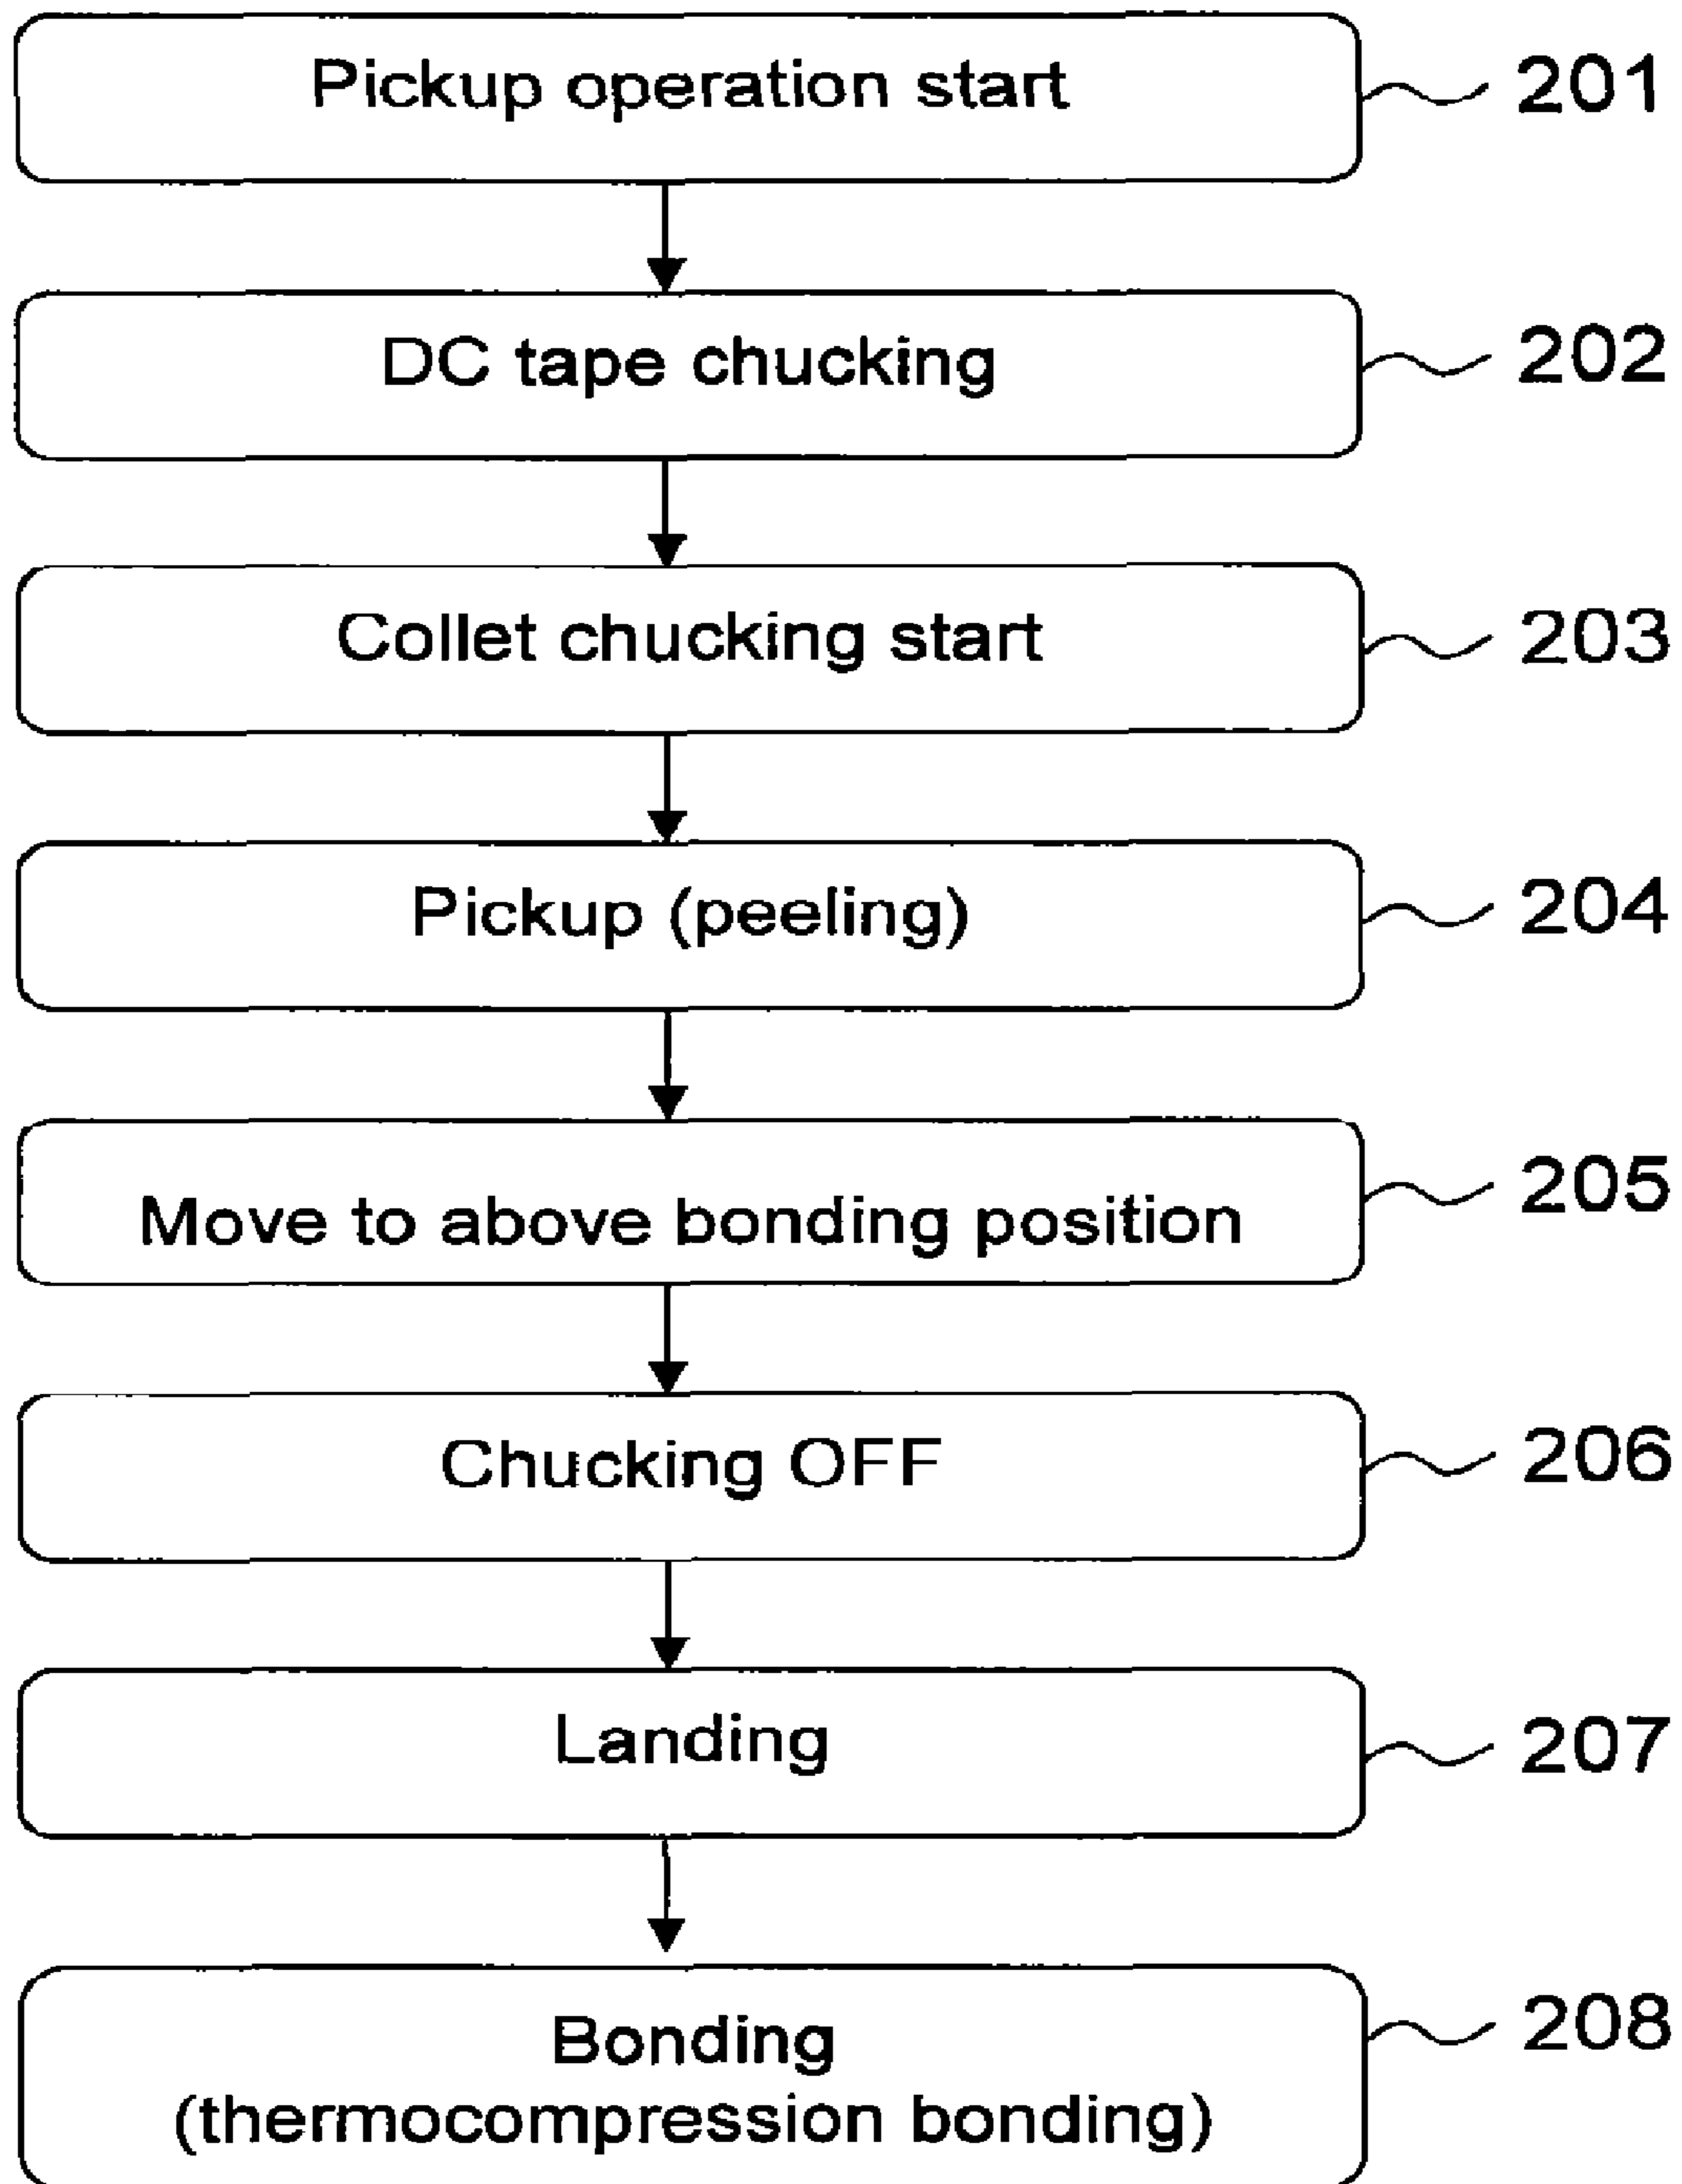 Pickup operation start
201
DC tape chucking
202
Collet chucking start
203
Pickup (peeling)
204
Move to above bonding position
205
Chucking OFF
206
Landing
207
Bonding
(thermocompression bonding)
208